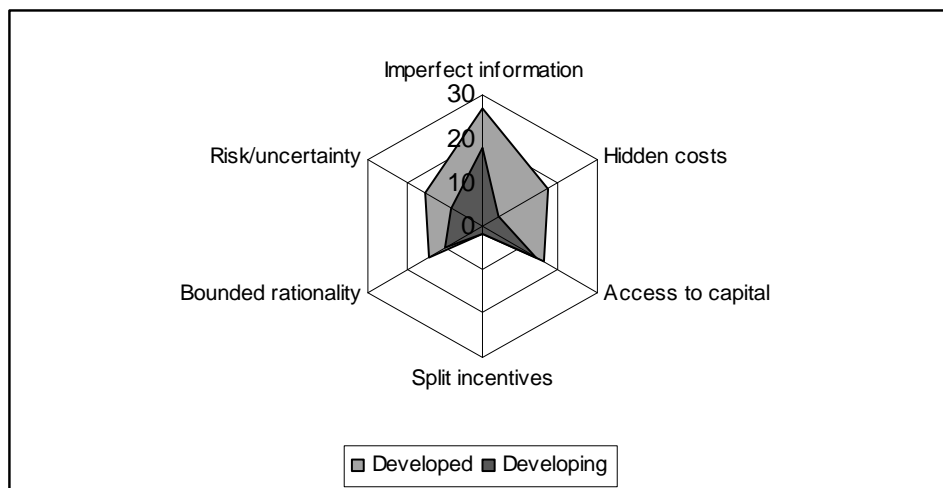 Imperfect information
30
Risk/uncertainty
20
Hidden costs
10
0
Bounded rationality
Access to capital
Split incentives
Developed Developing